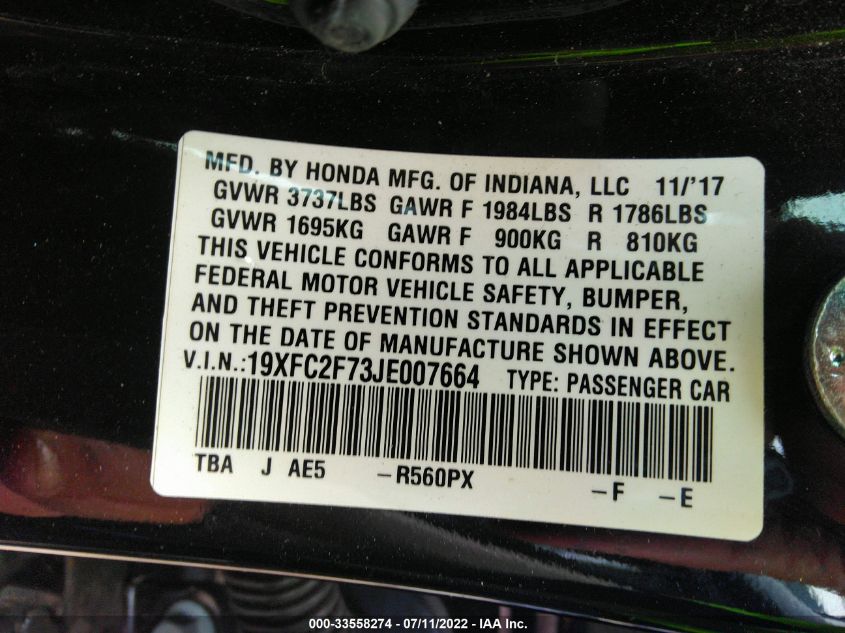 MFD. BY HONDA MFG. OF INDIANA, LLC 11/'17
GVWR 3737LBS GAWR F 1984LBS R 1786LBS
GVWR 1695KG GAWR F 900KG R 810KG
THIS VEHICLE CONFORMS TO ALL APPLICABLE
FEDERAL MOTOR VEHICLE SAFETY, BUMPER,
AND THEFT PREVENTION STANDARDS IN EFFECT
ON THE DATE OF MANUFACTURE SHOWN ABOVE.
V.I.N.:19XFC2F73JE007664 TYPE: PASSENGER CAR
TBA J AE5 –R560PX –F –E
000-33558274 - 07/11/2022 - IAA Inc.